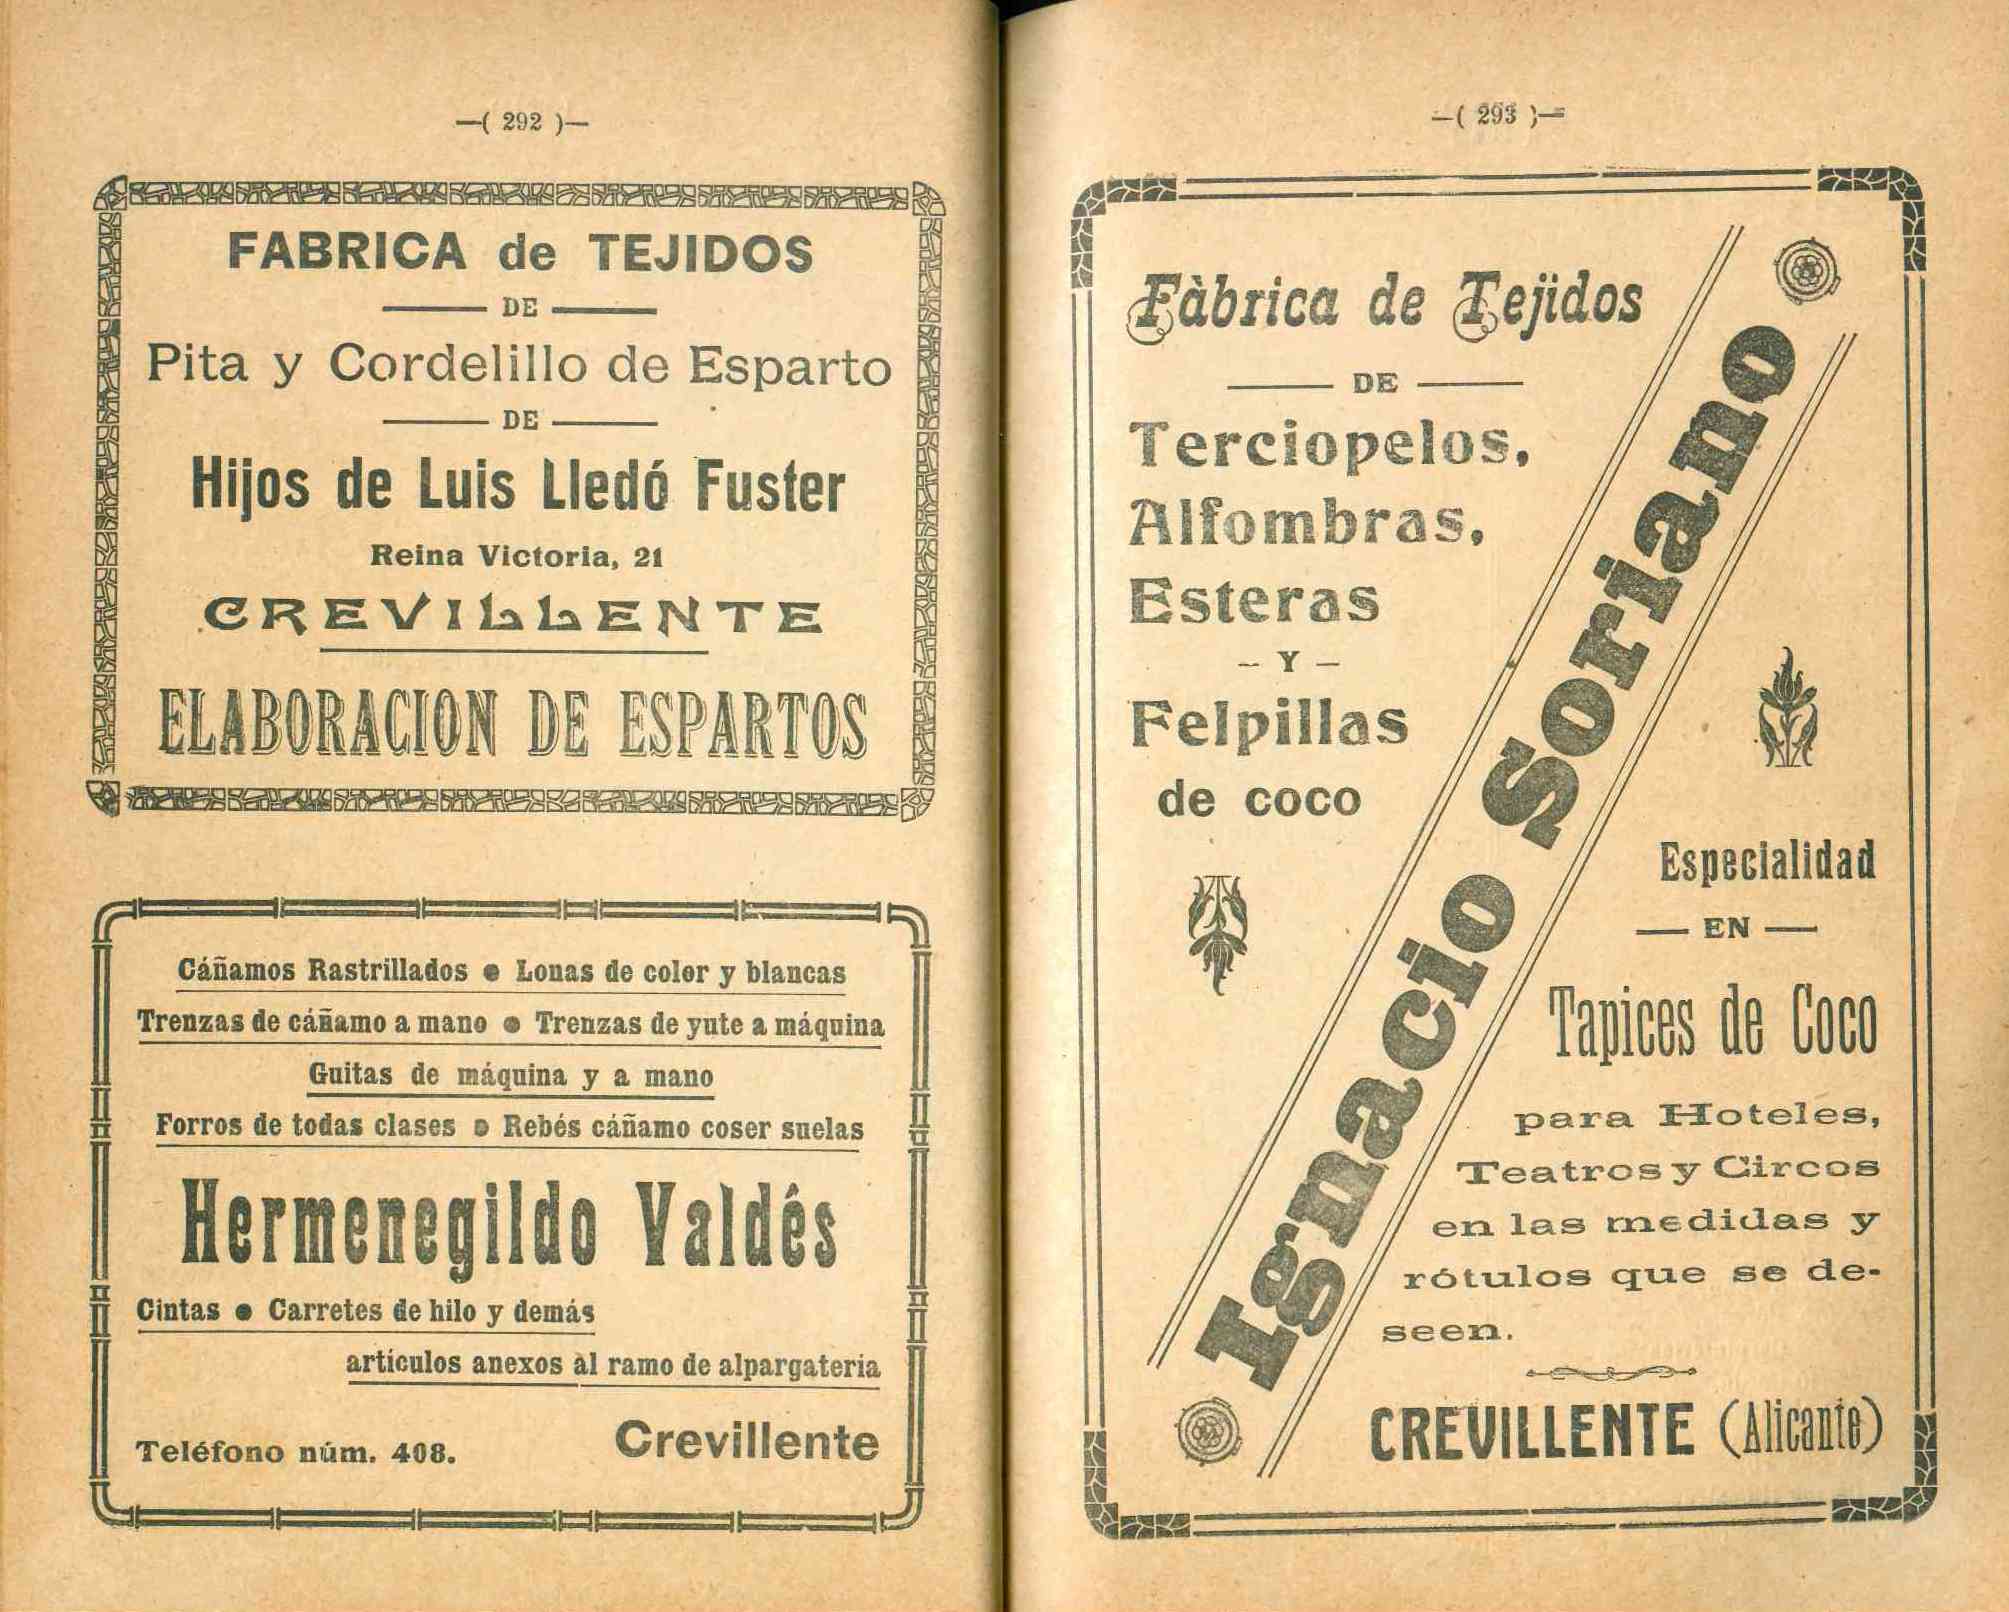 —( 292 )—
FABRICA de TEJIDOS
DE
Pita y Cordelillo de Esparto
DE
Hijos de Luis Lledó Fuster
Reina Victoria, 21
CREVILLENTE
ELABORACION DE ESPARTOS
Cáñamos Rastrillados • Lonas de color y blancas
Trenzas de cáñamo a mano • Trenzas de yute a máquina
Guitas de máquina y a mano
Forros de todas clases • Rebés cáñamo coser suelas
Hermenegildo Valdés
Cintas • Carretes de hilo y demás
artículos anexos al ramo de alpargateria
Teléfono núm. 408.
Crevillente
—( 293 )—
Fàbrica de Tejidos
DE
Terciopelos,
Alfombras,
Esteras
– Y –
Felpillas
de coco
Ignacio Soriano
Especialidad
EN
Tapices de Coco
para Hoteles,
Teatros y Circos
en las medidas y
rótulos que se de-
seen.
CREVILLENTE (Alicante)